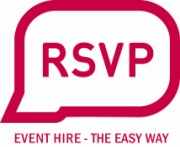 RSVP
EVENT HIRE - THE EASY WAY